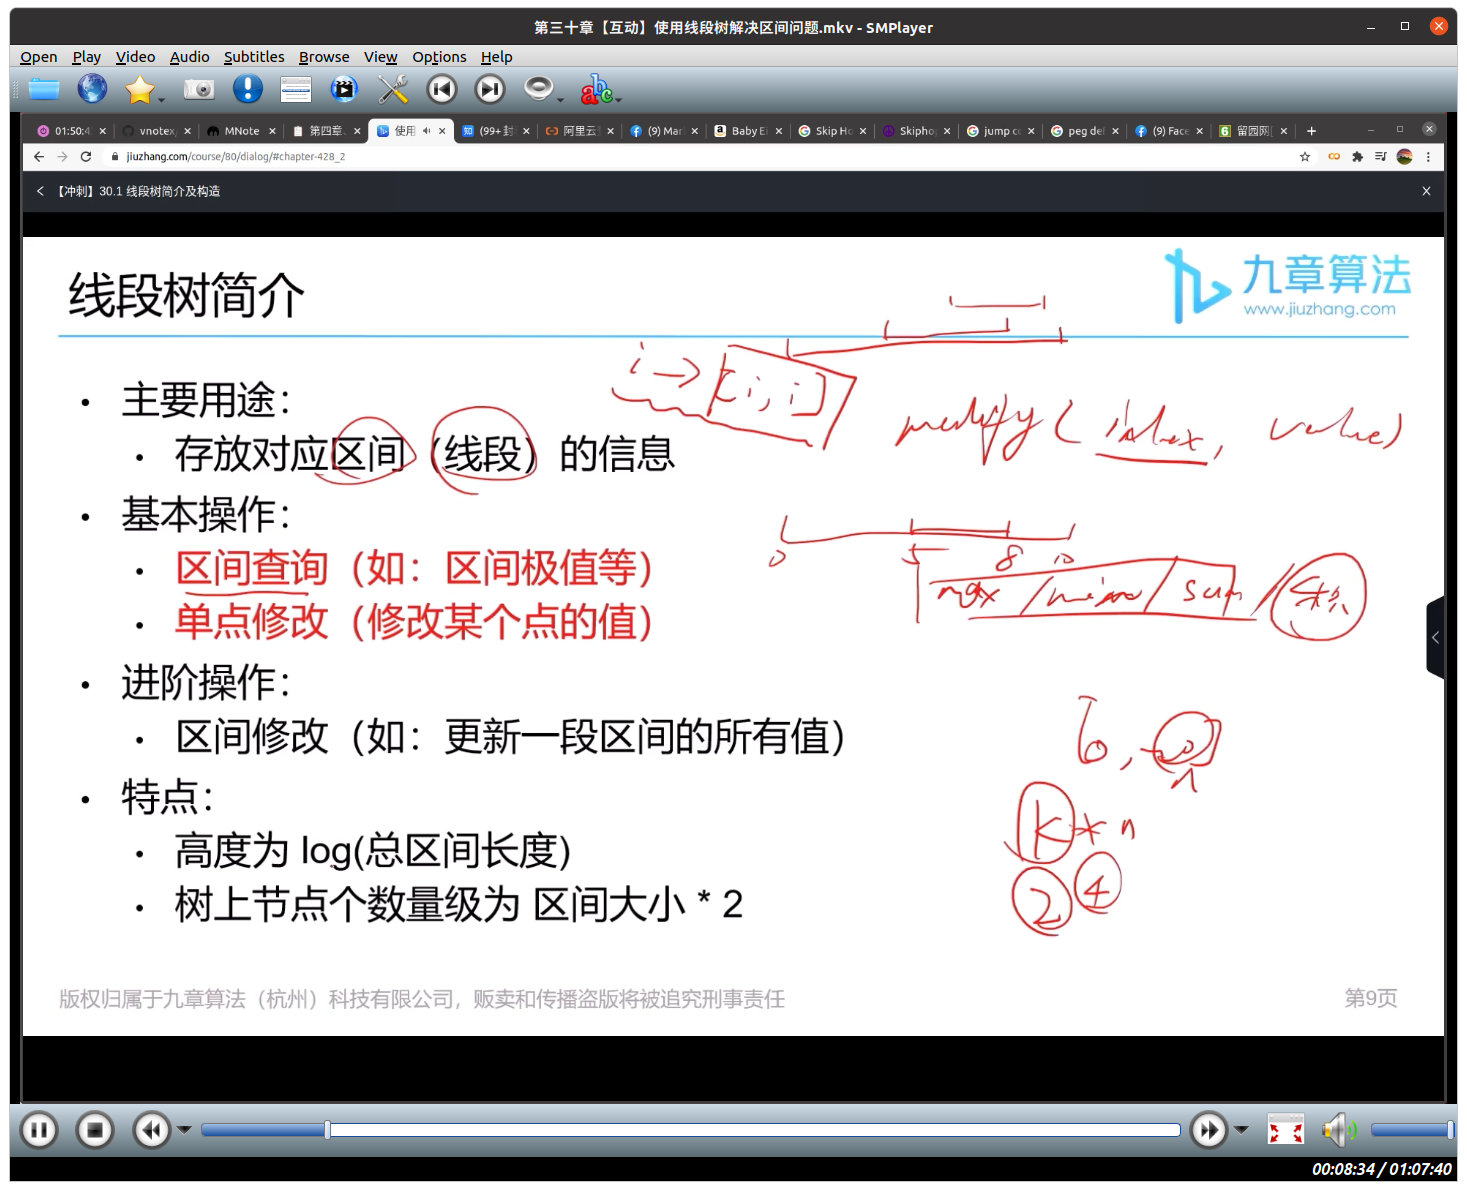 第三十章【互动】使用线段树解决区间问题.mkv - SMPlayer
Open Play Video Audio Subtitles Browse View Options Help
abc
01:50:4 vnotex MNote 第四章 使用 (99+ 封 阿里云 (9) Mar Baby E Skip H Skiphop jump c peg de (9) Face 留园网
jiuzhang.com/course/80/dialog/#chapter-428_2
【冲刺】30.1 线段树简介及构造
线段树简介
九章算法
www.jiuzhang.com
i → [i, i]
modify ( index, value)
• 主要用途：
• 存放对应区间（线段）的信息
• 基本操作：
• 区间查询（如：区间极值等）
0 5 8 10
max / min / sum /
• 单点修改（修改某个点的值）
• 进阶操作：
• 区间修改（如：更新一段区间的所有值）
• 特点：
k * n
• 高度为 log(总区间长度)
2 4
• 树上节点个数量级为 区间大小 * 2
版权归属于九章算法（杭州）科技有限公司，贩卖和传播盗版将被追究刑事责任
第9页
00:08:34 / 01:07:40